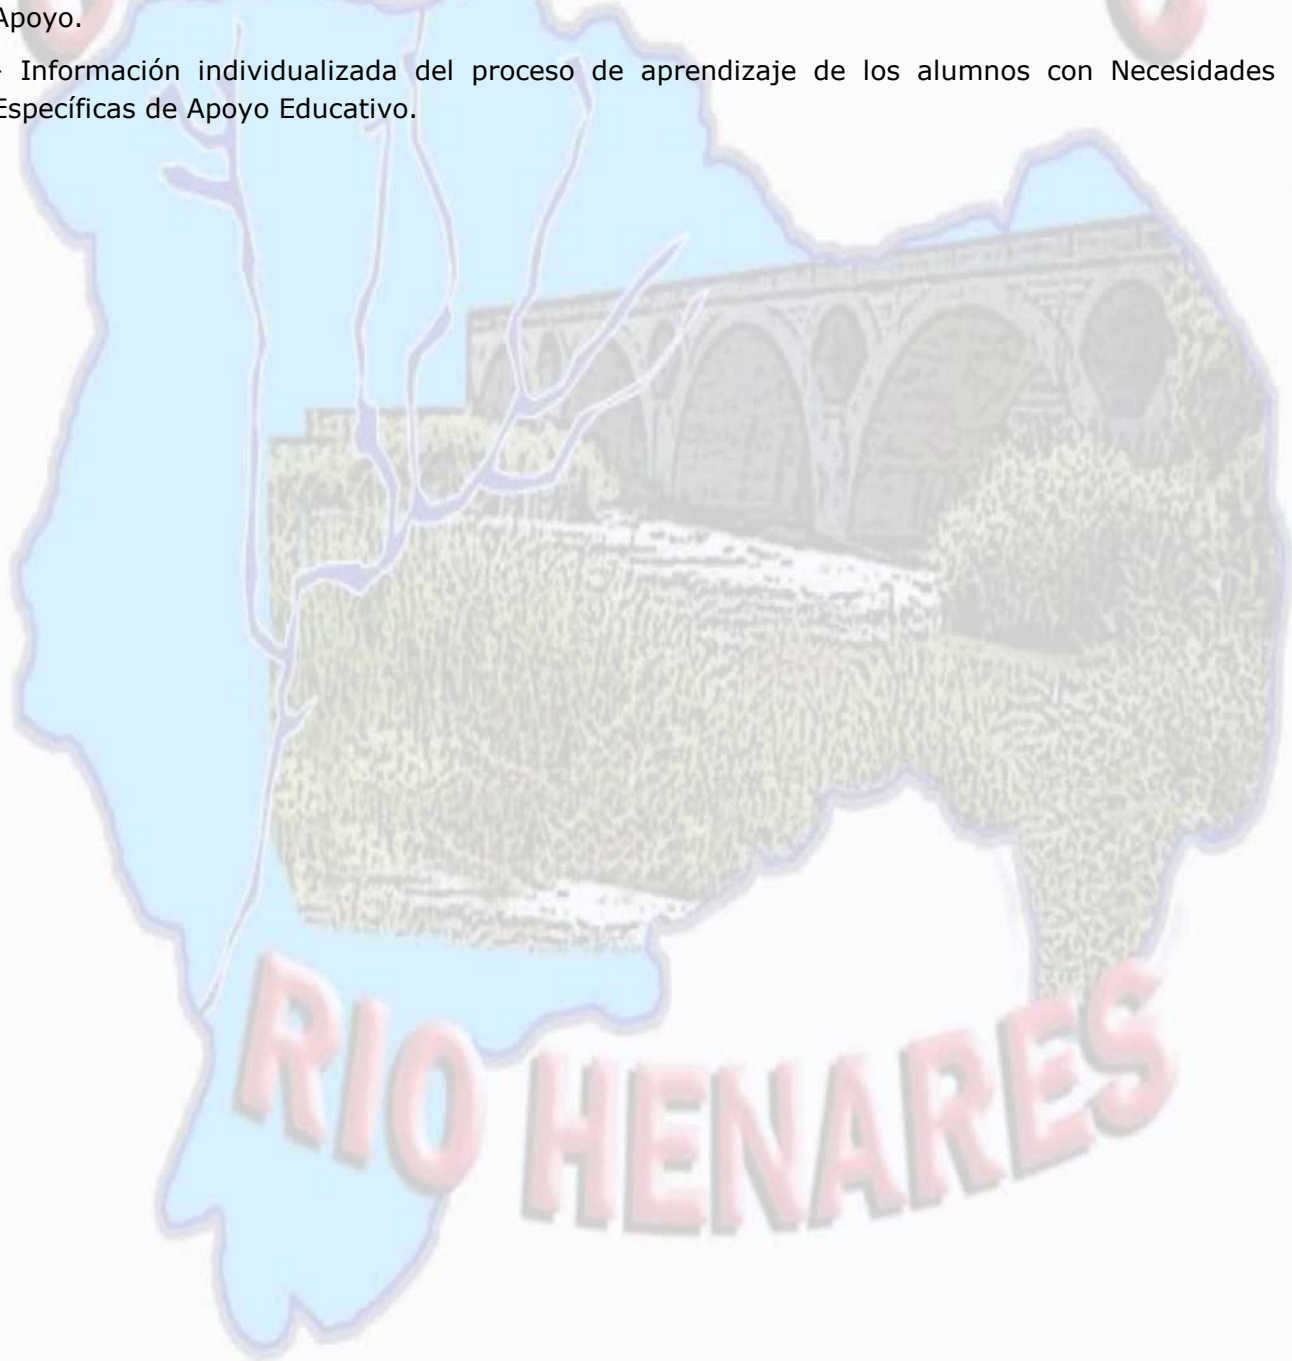 Apoyo.
- Información individualizada del proceso de aprendizaje de los alumnos con Necesidades
Específicas de Apoyo Educativo.
RIO HENARES